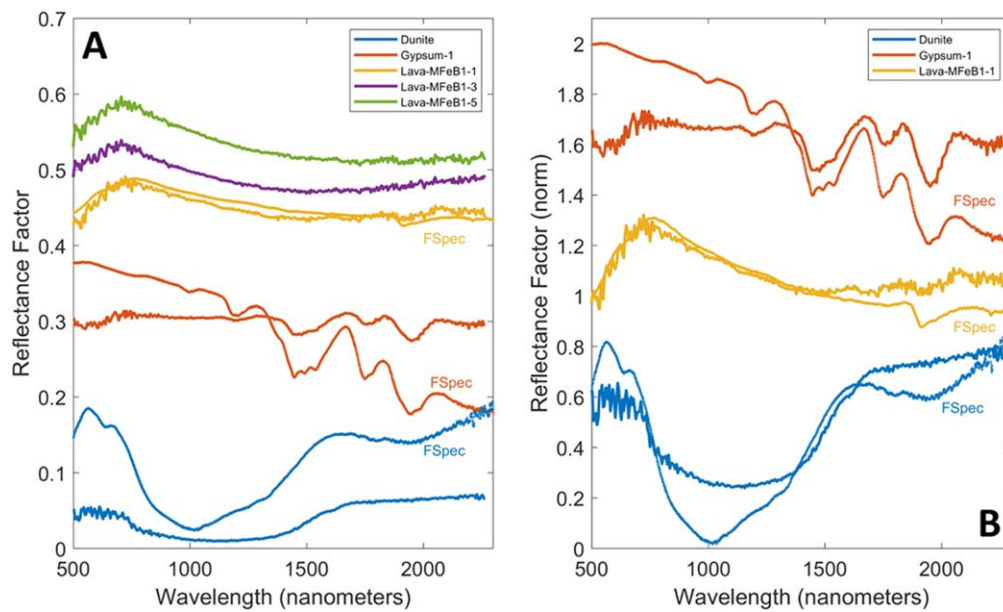 A
Dunite
Gypsum-1
Lava-MFeB1-1
Lava-MFeB1-3
Lava-MFeB1-5
Reflectance Factor
0.7
0.6
0.5
0.4
0.3
0.2
0.1
0
FSpec
FSpec
FSpec
500
1000
1500
2000
Wavelength (nanometers)
Dunite
Gypsum-1
Lava-MFeB1-1
Reflectance Factor (norm)
2
1.8
1.6
1.4
1.2
1
0.8
0.6
0.4
0.2
0
FSpec
FSpec
FSpec
B
500
1000
1500
2000
Wavelength (nanometers)